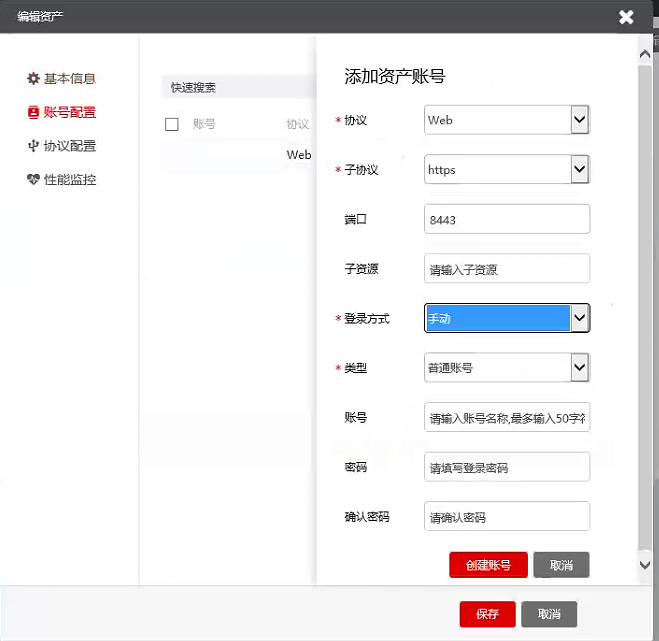 编辑资产
基本信息
账号配置
协议配置
性能监控
快速搜索
账号 协议
Web
添加资产账号
* 协议 Web
* 子协议 https
端口 8443
子资源 请输入子资源
* 登录方式 手动
* 类型 普通账号
账号 请输入账号名称,最多输入50字符
密码 请填写登录密码
确认密码 请确认密码
创建账号 取消
保存 取消